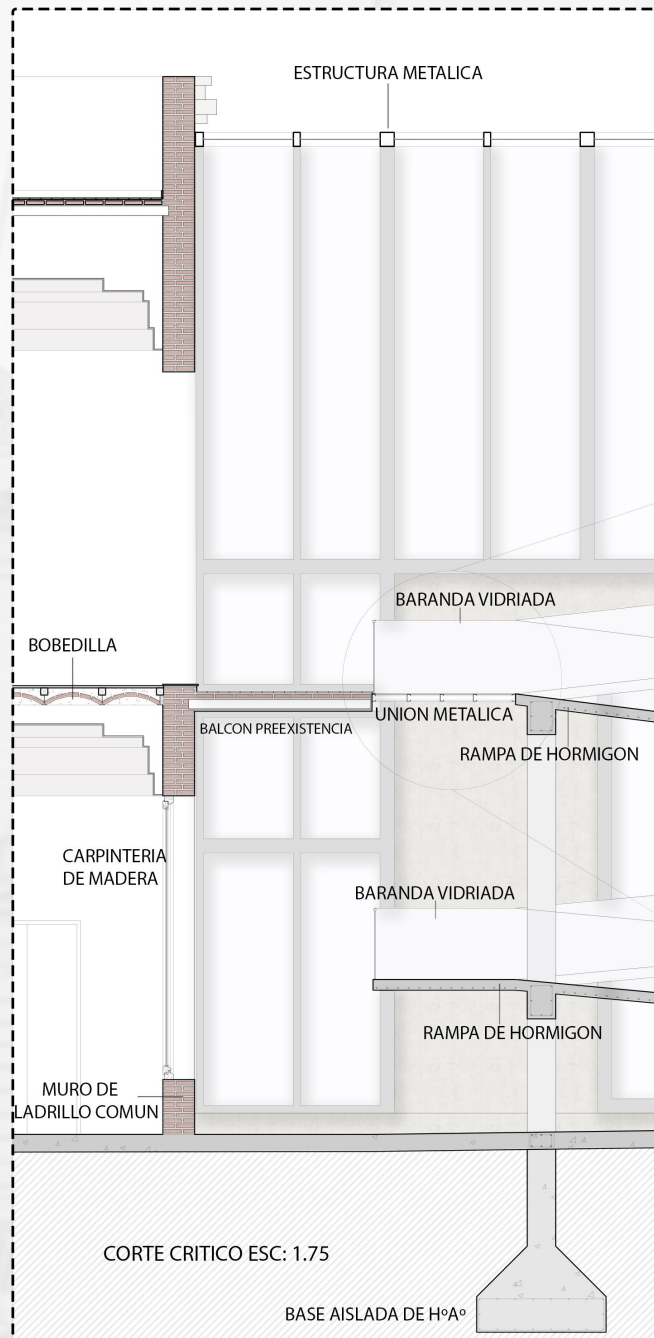 ESTRUCTURA METALICA
BARANDA VIDRIADA
BOBEDILLA
UNION METALICA
BALCON PREEXISTENCIA
RAMPA DE HORMIGON
CARPINTERIA
DE MADERA
BARANDA VIDRIADA
RAMPA DE HORMIGON
MURO DE
LADRILLO COMUN
CORTE CRITICO ESC: 1.75
BASE AISLADA DE HºAº